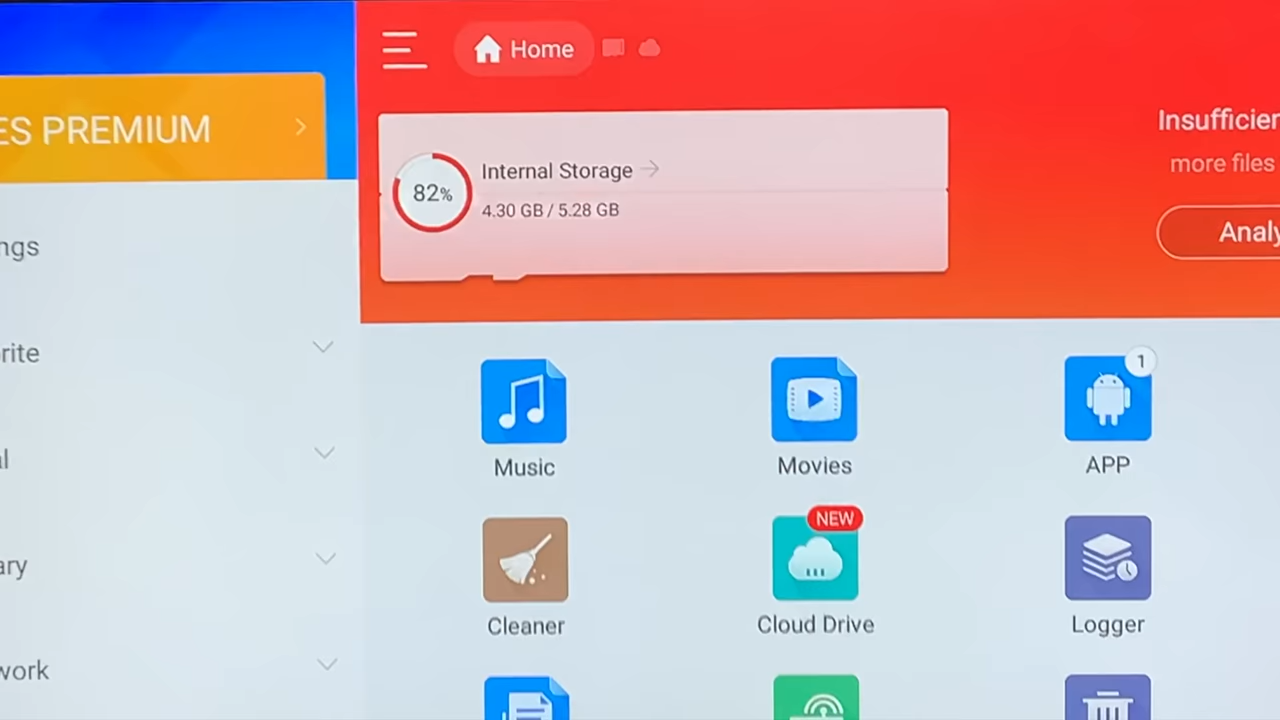 ES PREMIUM
ngs
rite
al
ary
work
Home
82%
Internal Storage
4.30 GB / 5.28 GB
Insufficien
more files
Analy
Music
Movies
1
APP
Cleaner
NEW
Cloud Drive
Logger